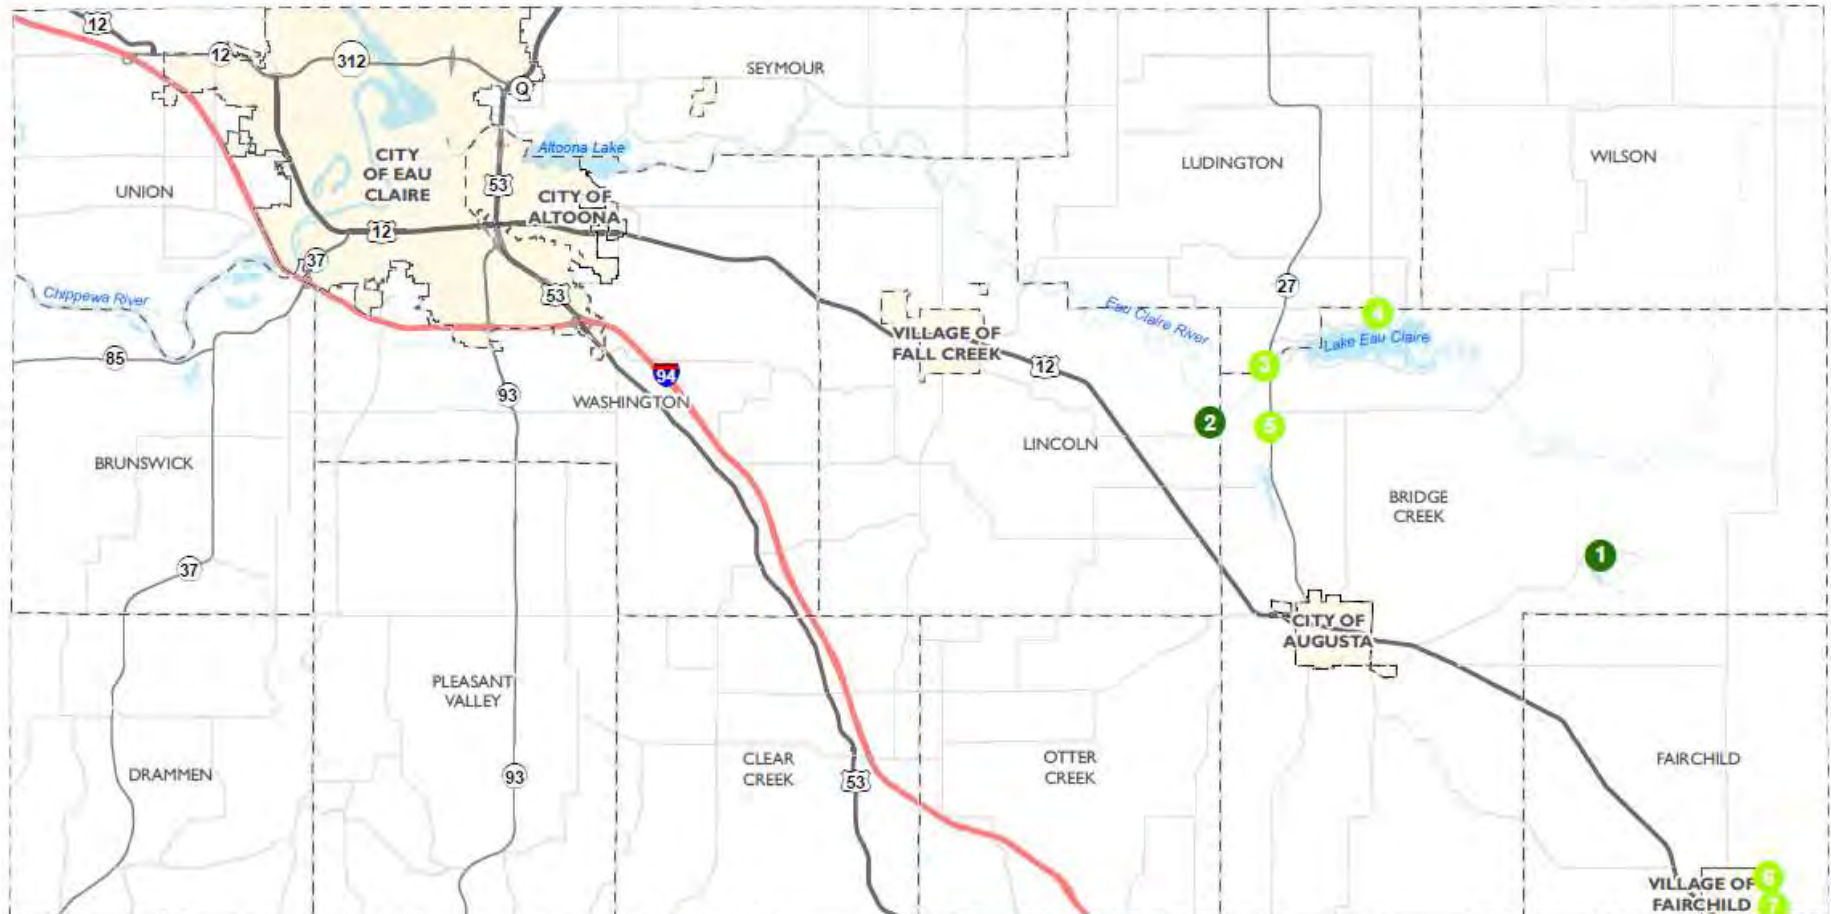 12
12
312
Q
SEYMOUR
Altoona Lake
CITY
OF EAU
CLAIRE
UNION
53
CITY OF
ALTOONA
12
37
53
Chippewa River
85
93
94
WASHINGTON
BRUNSWICK
37
PLEASANT
VALLEY
93
DRAMMEN
CLEAR
CREEK
53
OTTER
CREEK
LUDINGTON
WILSON
27
Eau Claire River
4
Lake Eau Claire
3
VILLAGE OF
FALL CREEK
12
2
5
LINCOLN
BRIDGE
CREEK
1
CITY OF
AUGUSTA
FAIRCHILD
6
VILLAGE OF
FAIRCHILD
7